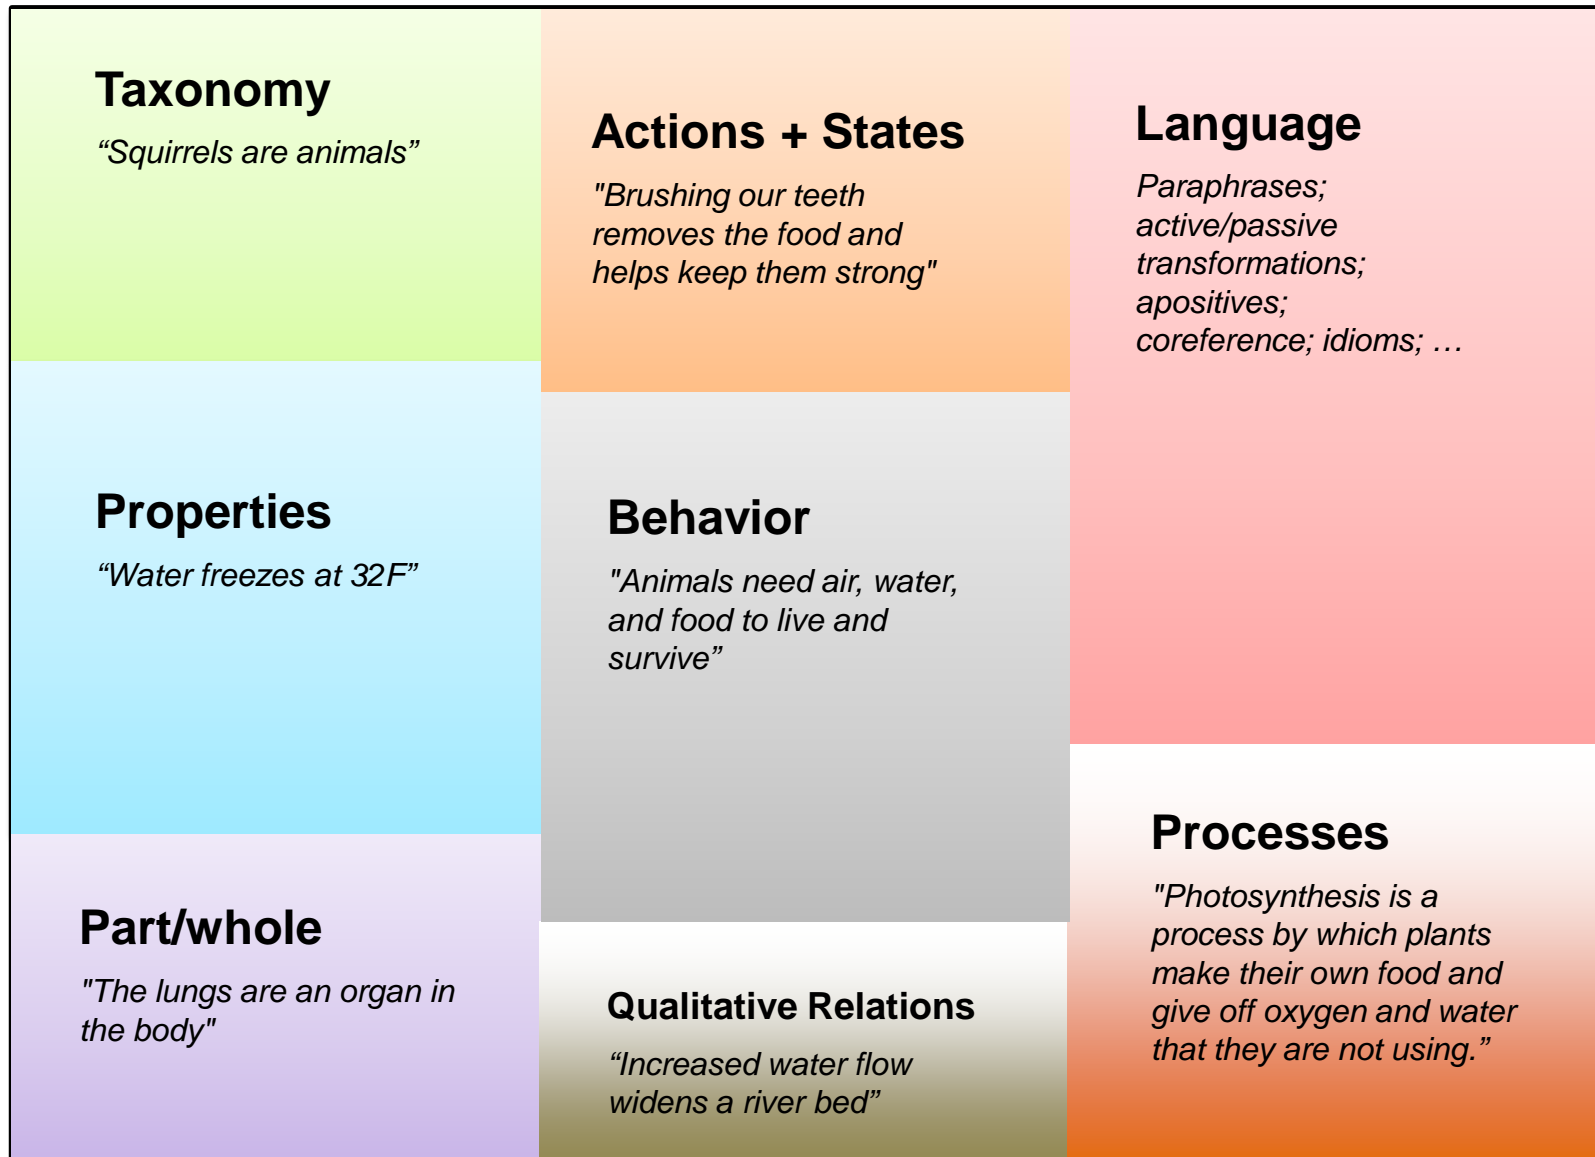 Taxonomy
“Squirrels are animals”
Properties
“Water freezes at 32F”
Part/whole
"The lungs are an organ in
the body"
Actions + States
"Brushing our teeth
removes the food and
helps keep them strong"
Behavior
"Animals need air, water,
and food to live and
survive”
Qualitative Relations
“Increased water flow
widens a river bed”
Language
Paraphrases;
active/passive
transformations;
apositives;
coreference; idioms; …
Processes
"Photosynthesis is a
process by which plants
make their own food and
give off oxygen and water
that they are not using.”